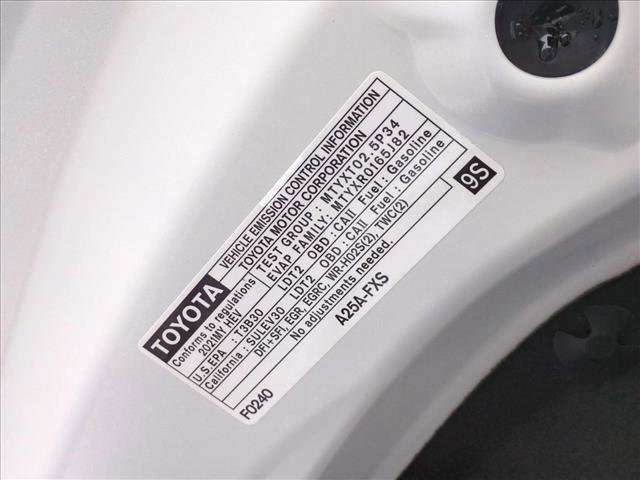 TOYOTA
VEHICLE EMISSION CONTROL INFORMATION
TOYOTA MOTOR CORPORATION
Conforms to regulations
2021MY HEV
TEST GROUP: MTYXT02.5P34
EVAP FAMILY: MTYXR0165J82
U.S.EPA : T3B30 LDT2 OBD : CAII Fuel : Gasoline
California : SULEV30 LDT2 OBD : CAII Fuel : Gasoline
DFI+SFI, EGR, EGRC, WR-HO2S(2), TWC(2)
No adjustments needed.
F0240
A25A-FXS
9S